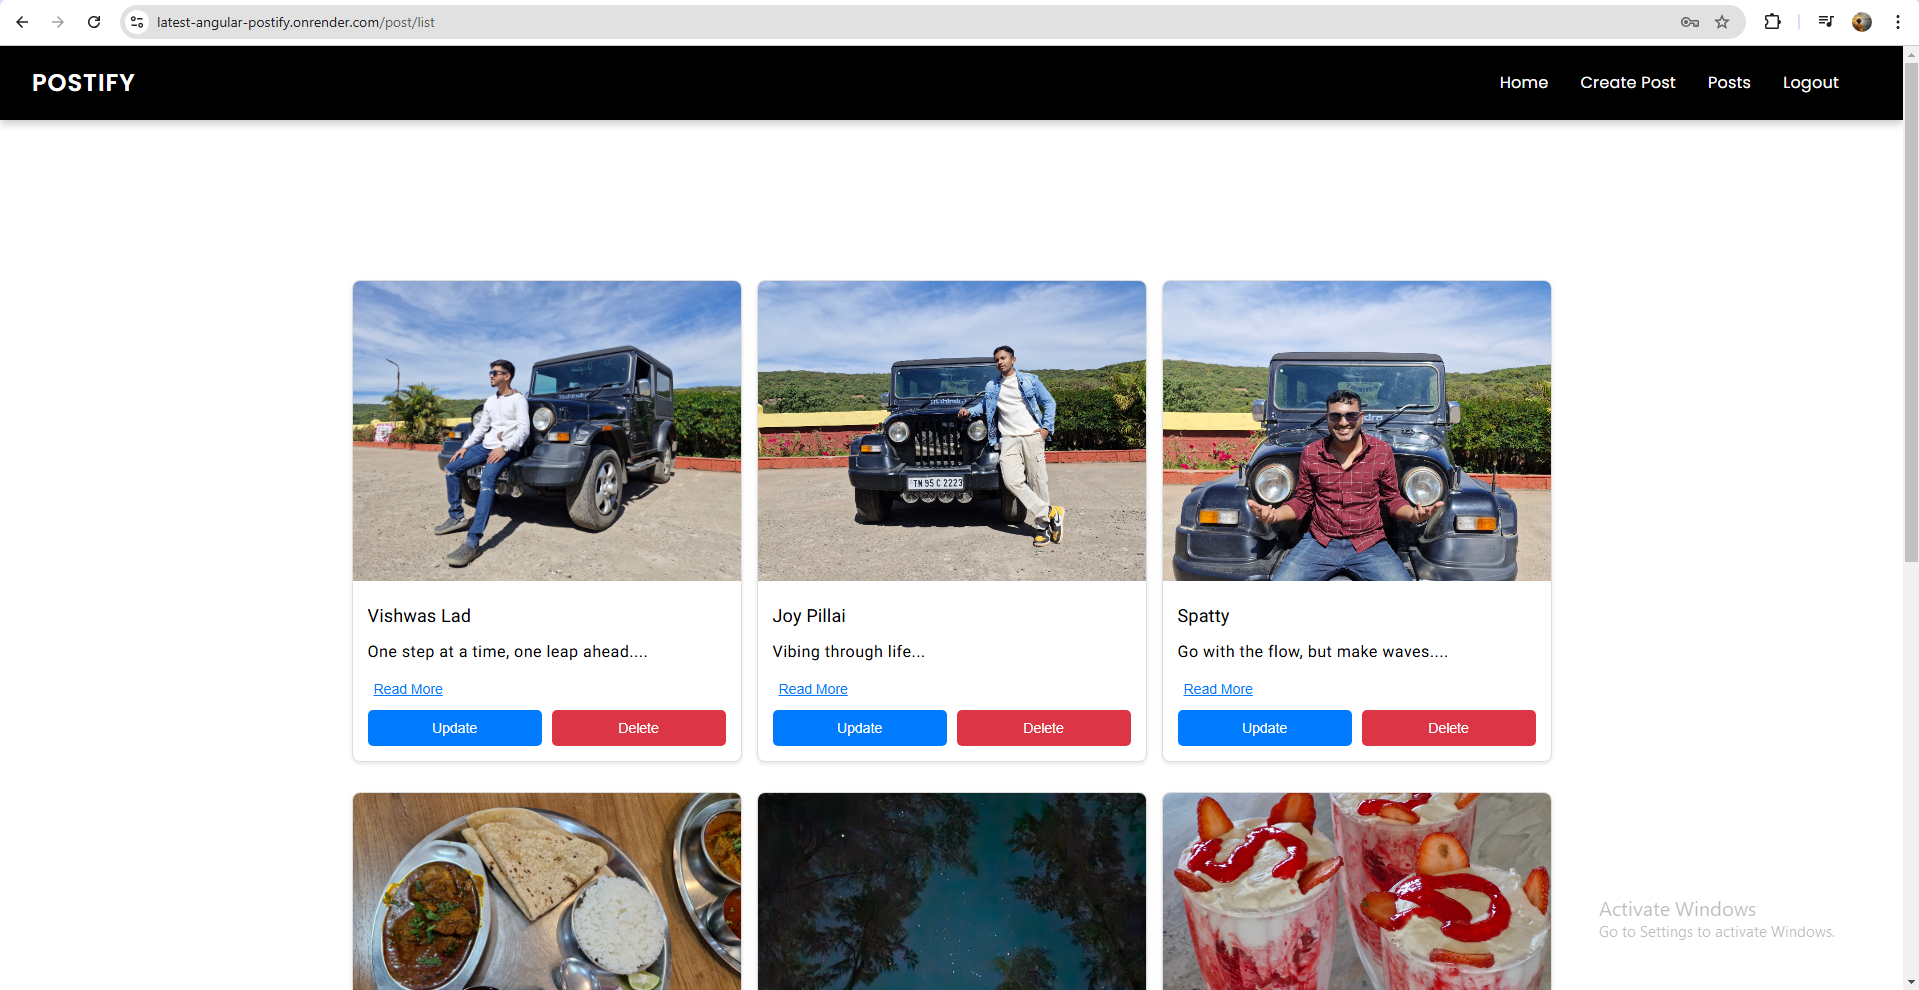 latest-angular-postify.onrender.com/post/list
POSTIFY
Home Create Post Posts Logout
mahindra
TN 95 C 2223
Vishwas Lad
One step at a time, one leap ahead....
Read More
Update Delete
Joy Pillai
Vibing through life...
Read More
Update Delete
Spatty
Go with the flow, but make waves....
Read More
Update Delete
Activate Windows
Go to Settings to activate Windows.